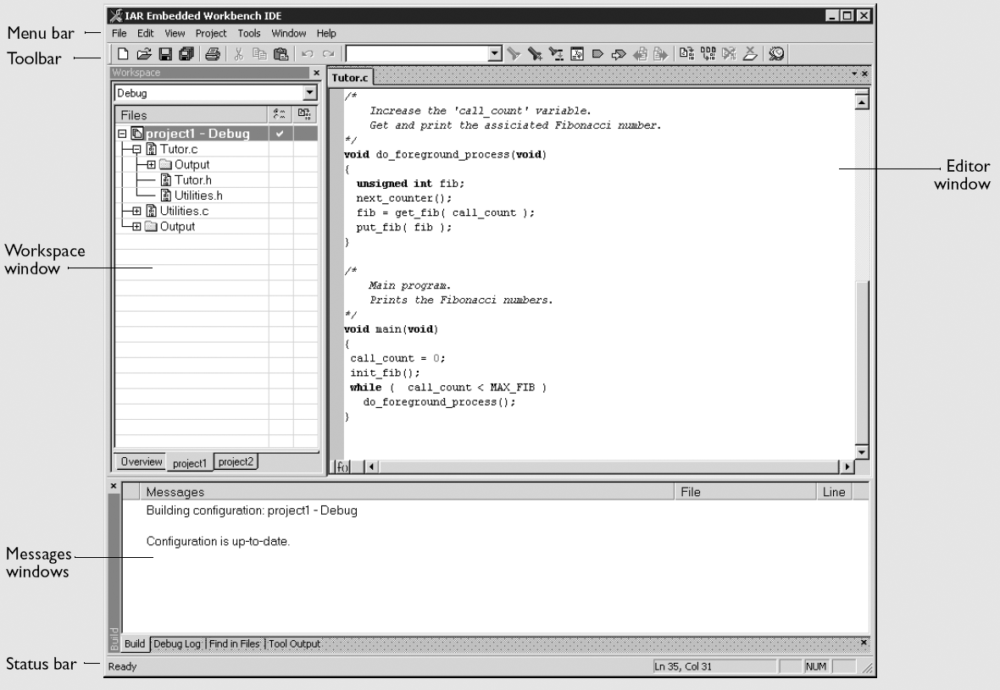 IAR Embedded Workbench IDE
Menu bar
File Edit View Project Tools Window Help
Toolbar
Workspace
Debug
Files
project1 - Debug
Tutor.c
Output
Tutor.h
Utilities.h
Utilities.c
Output
Workspace
window
Overview project1 project2
Tutor.c
/*
Increase the 'call_count' variable.
Get and print the assiciated Fibonacci number.
*/
void do_foreground_process(void)
{
unsigned int fib;
next_counter();
fib = get_fib( call_count );
put_fib( fib );
}
/*
Main program.
Prints the Fibonacci numbers.
*/
void main(void)
{
call_count = 0;
init_fib();
while ( call_count < MAX_FIB )
do_foreground_process();
}
f()
Editor
window
Messages File Line
Building configuration: project1 - Debug
Configuration is up-to-date.
Messages
windows
Build
Build Debug Log Find in Files Tool Output
Status bar
Ready Ln 35, Col 31 NUM